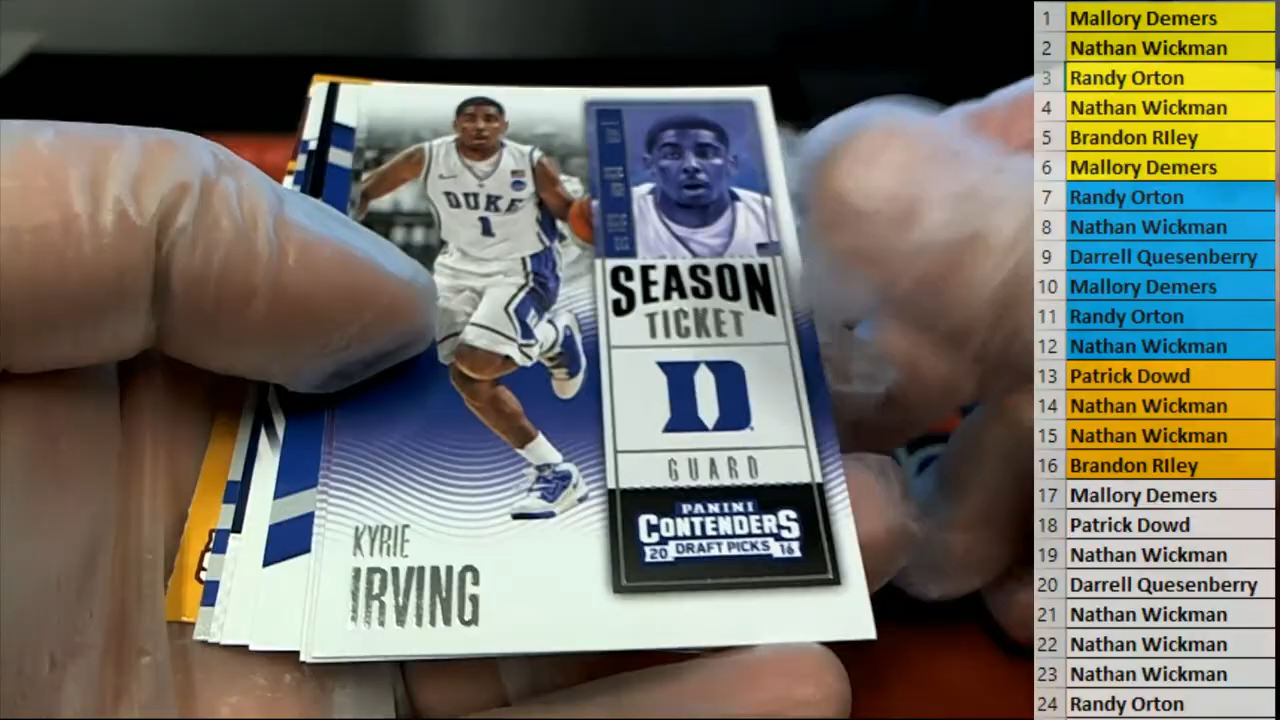 DUKE
1
SEASON
TICKET
D
GUARD
PANINI
CONTENDERS
20 DRAFT PICKS 16
KYRIE
IRVING
1 Mallory Demers
2 Nathan Wickman
3 Randy Orton
4 Nathan Wickman
5 Brandon RIley
6 Mallory Demers
7 Randy Orton
8 Nathan Wickman
9 Darrell Quesenberry
10 Mallory Demers
11 Randy Orton
12 Nathan Wickman
13 Patrick Dowd
14 Nathan Wickman
15 Nathan Wickman
16 Brandon RIley
17 Mallory Demers
18 Patrick Dowd
19 Nathan Wickman
20 Darrell Quesenberry
21 Nathan Wickman
22 Nathan Wickman
23 Nathan Wickman
24 Randy Orton